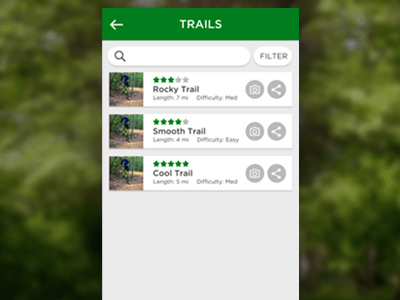 TRAILS
FILTER
Rocky Trail
Length: 7 mi Difficulty: Med
Smooth Trail
Length: 4 mi Difficulty: Easy
Cool Trail
Length: 5 mi Difficulty: Med